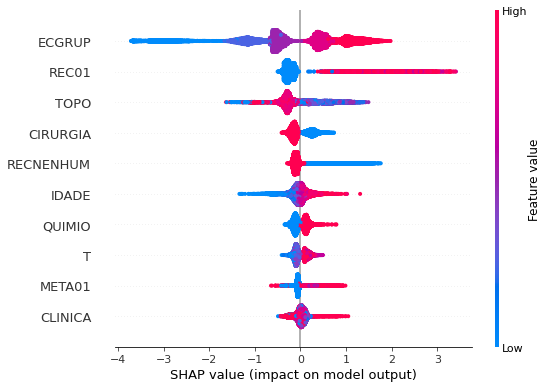 High
ECGRUP
REC01
TOPO
CIRURGIA
RECNENHUM
IDADE
QUIMIO
T
META01
CLINICA
Feature value
Low
−4 −3 −2 −1 0 1 2 3
SHAP value (impact on model output)